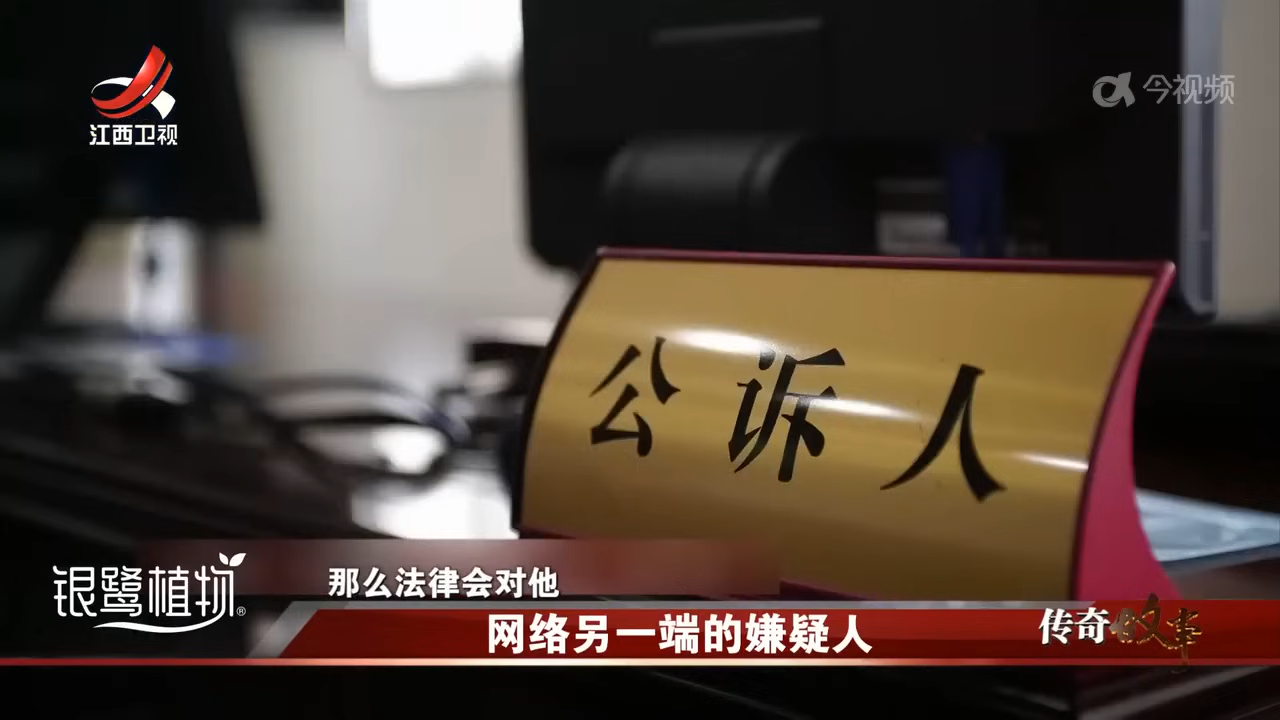 江西卫视
今视频
公诉人
银鹭植物®
那么法律会对他
网络另一端的嫌疑人
传奇故事